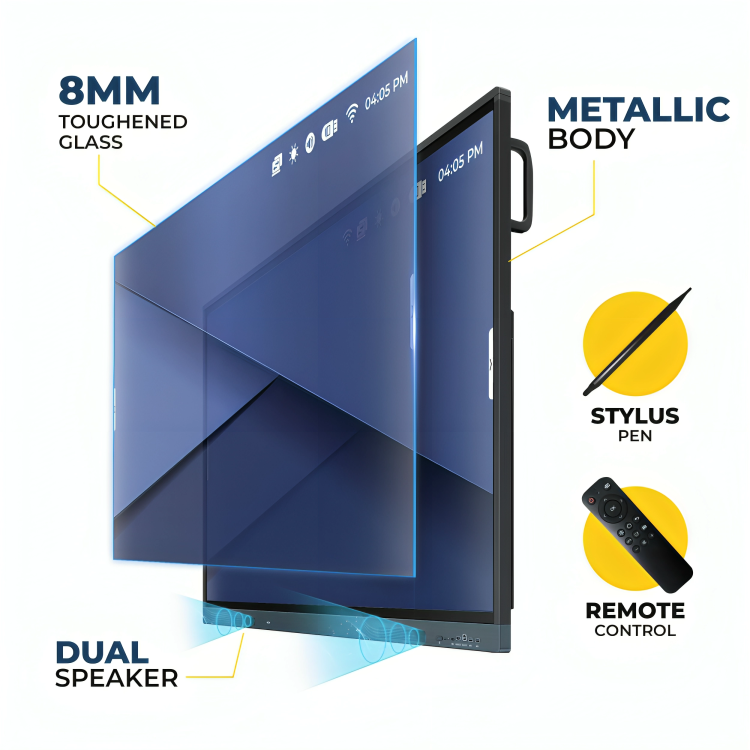 8MM
TOUGHENED
GLASS
04:05 PM
METALLIC
BODY
04:05 PM
STYLUS
PEN
REMOTE
CONTROL
DUAL
SPEAKER